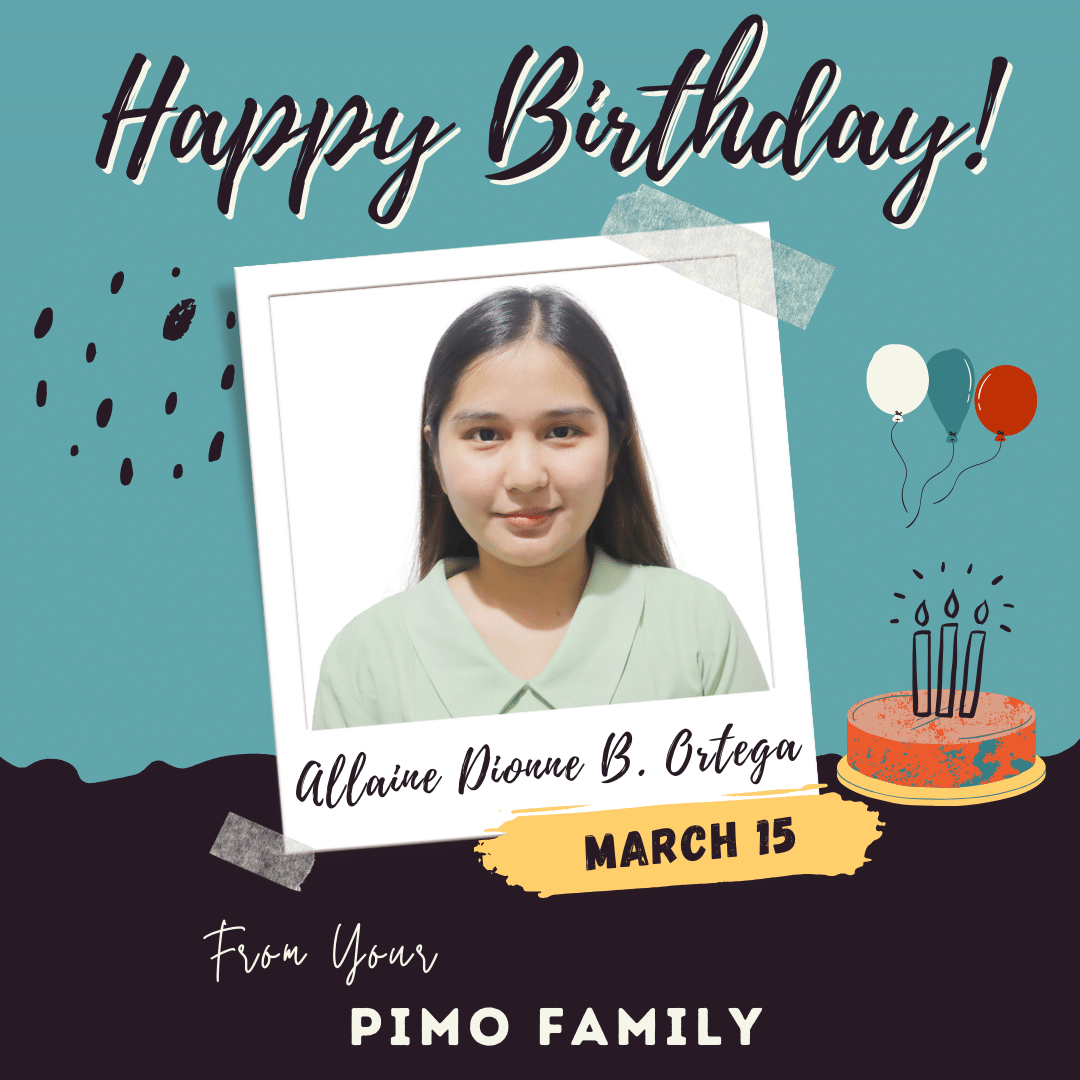 Happy Birthday!
Allaine Dionne B. Ortega
MARCH 15
From Your
PIMO FAMILY